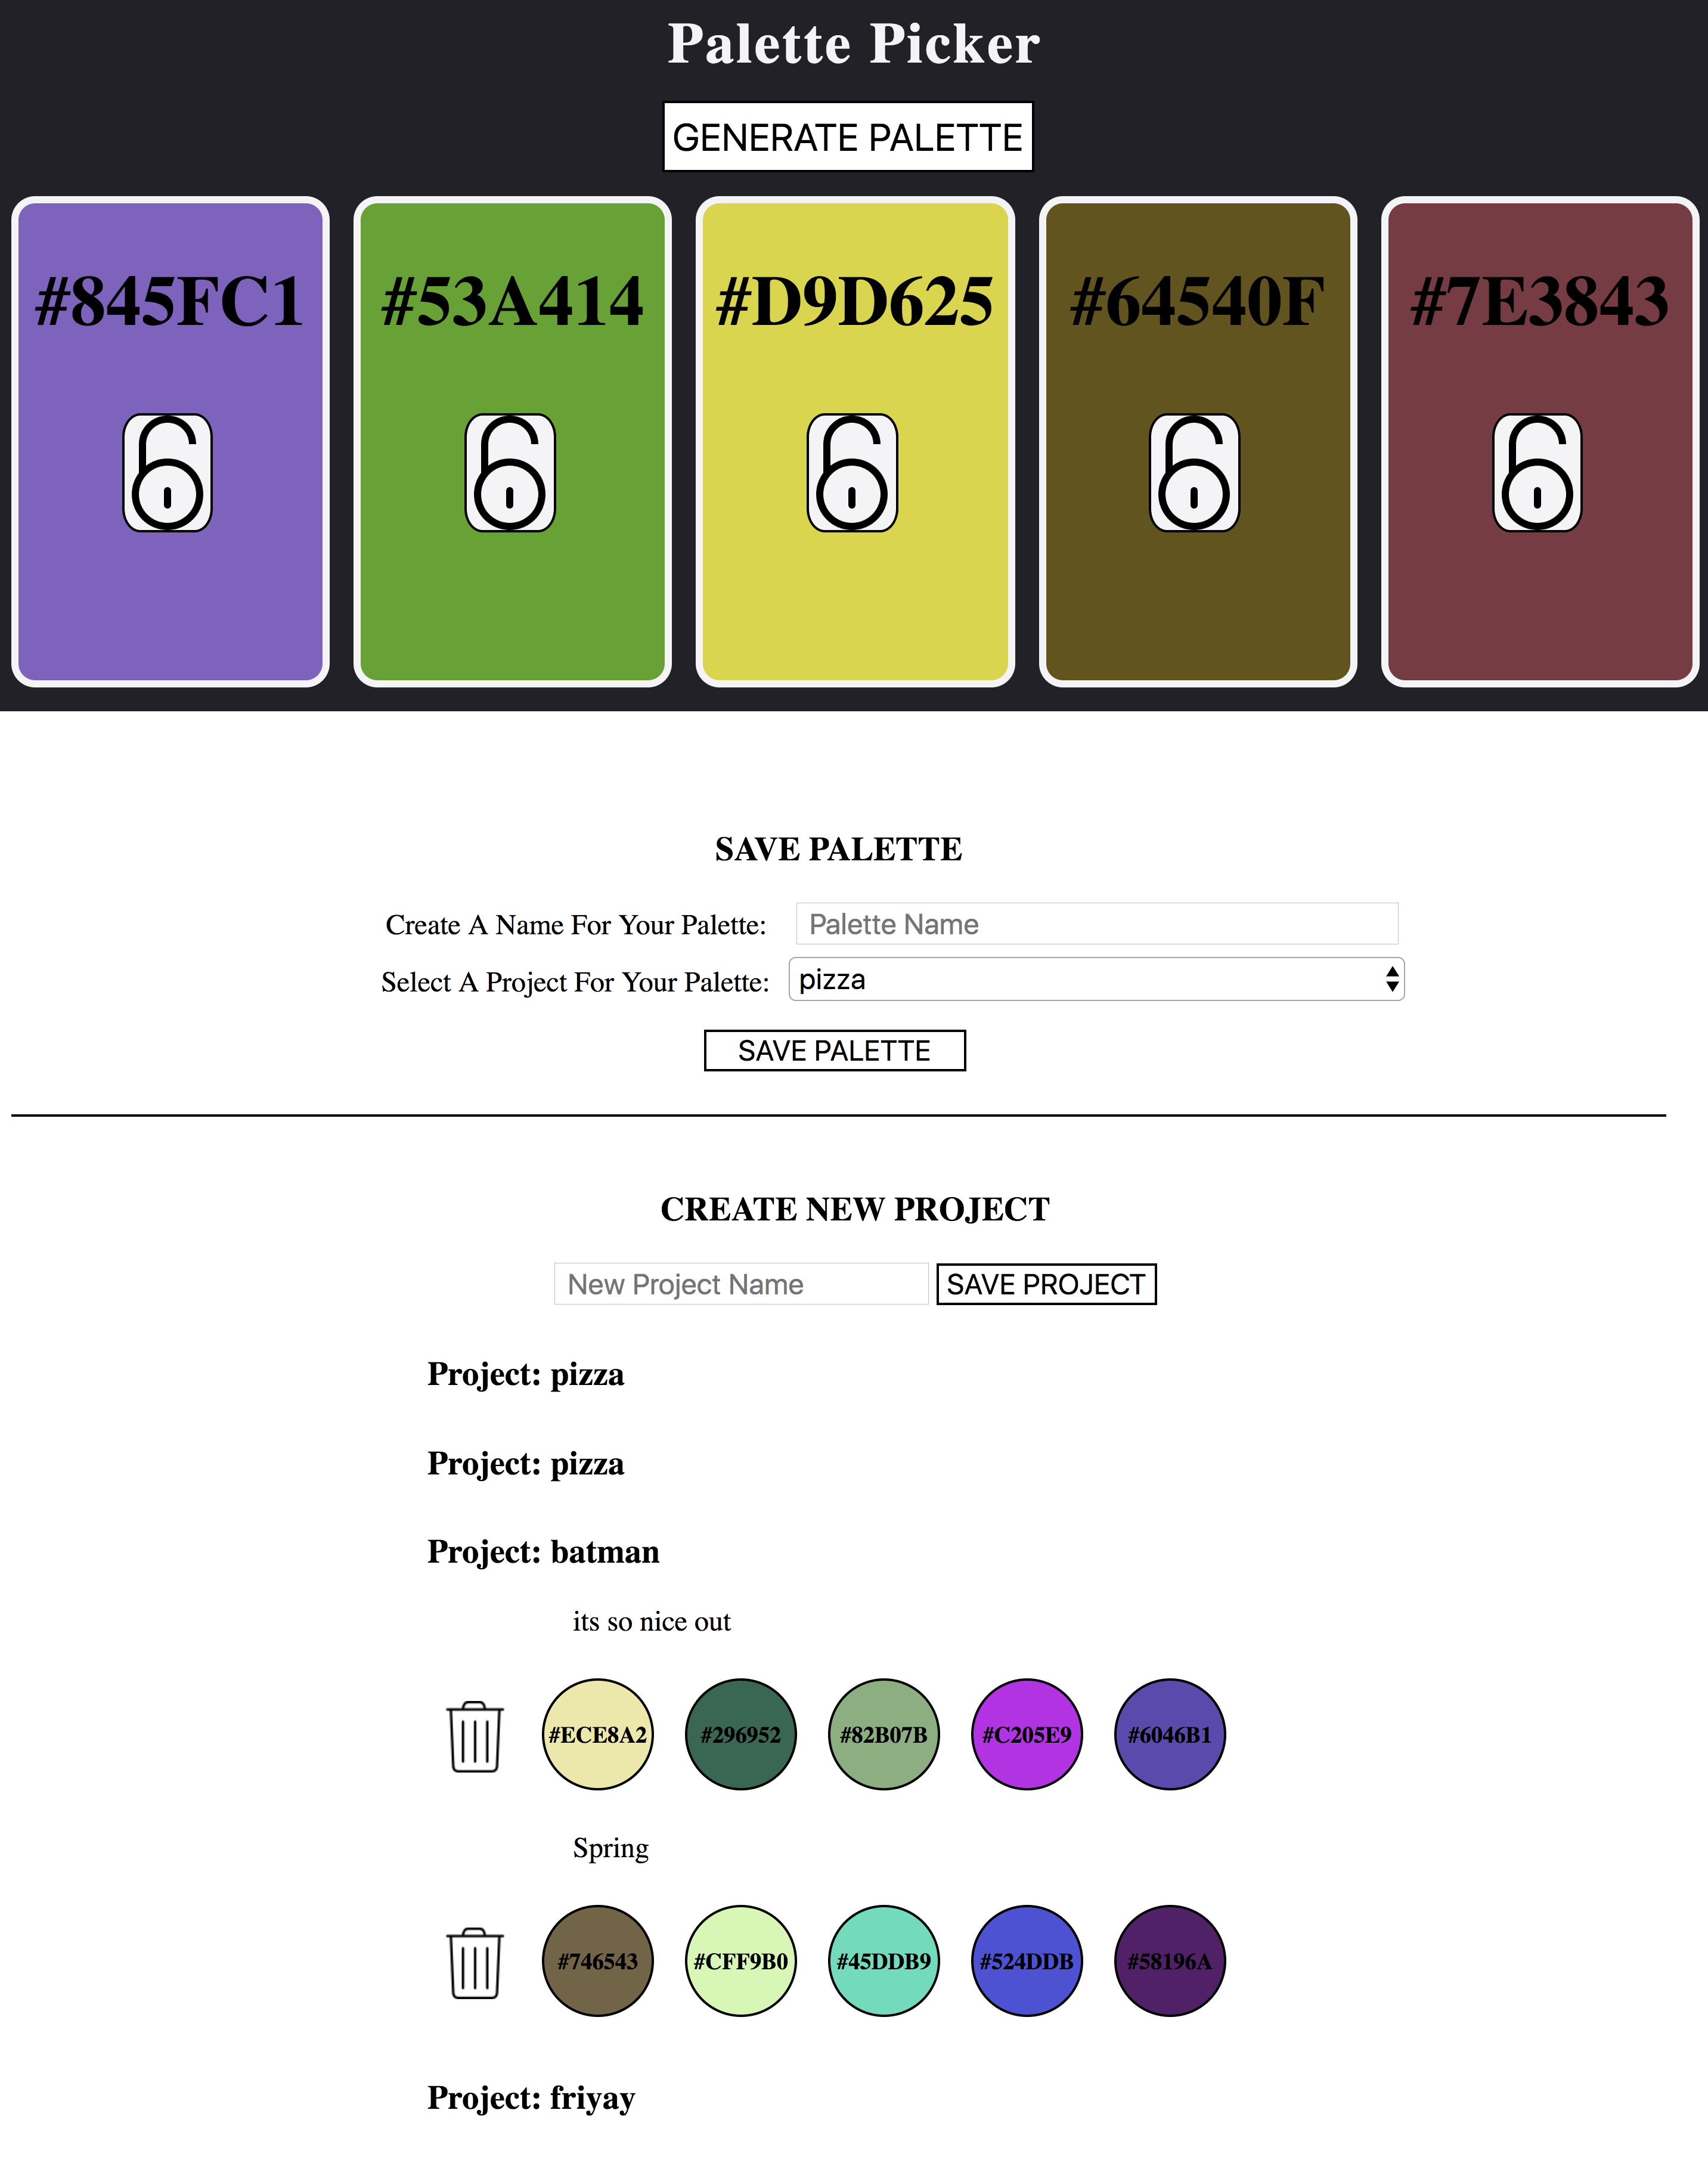 Palette Picker
GENERATE PALETTE
#845FC1 #53A414 #D9D625 #64540F #7E3843
SAVE PALETTE
Create A Name For Your Palette: Palette Name
Select A Project For Your Palette: pizza
SAVE PALETTE
CREATE NEW PROJECT
New Project Name SAVE PROJECT
Project: pizza
Project: pizza
Project: batman
its so nice out
#ECE8A2 #296952 #82B07B #C205E9 #6046B1
Spring
#746543 #CFF9B0 #45DDB9 #524DDB #58196A
Project: friyay